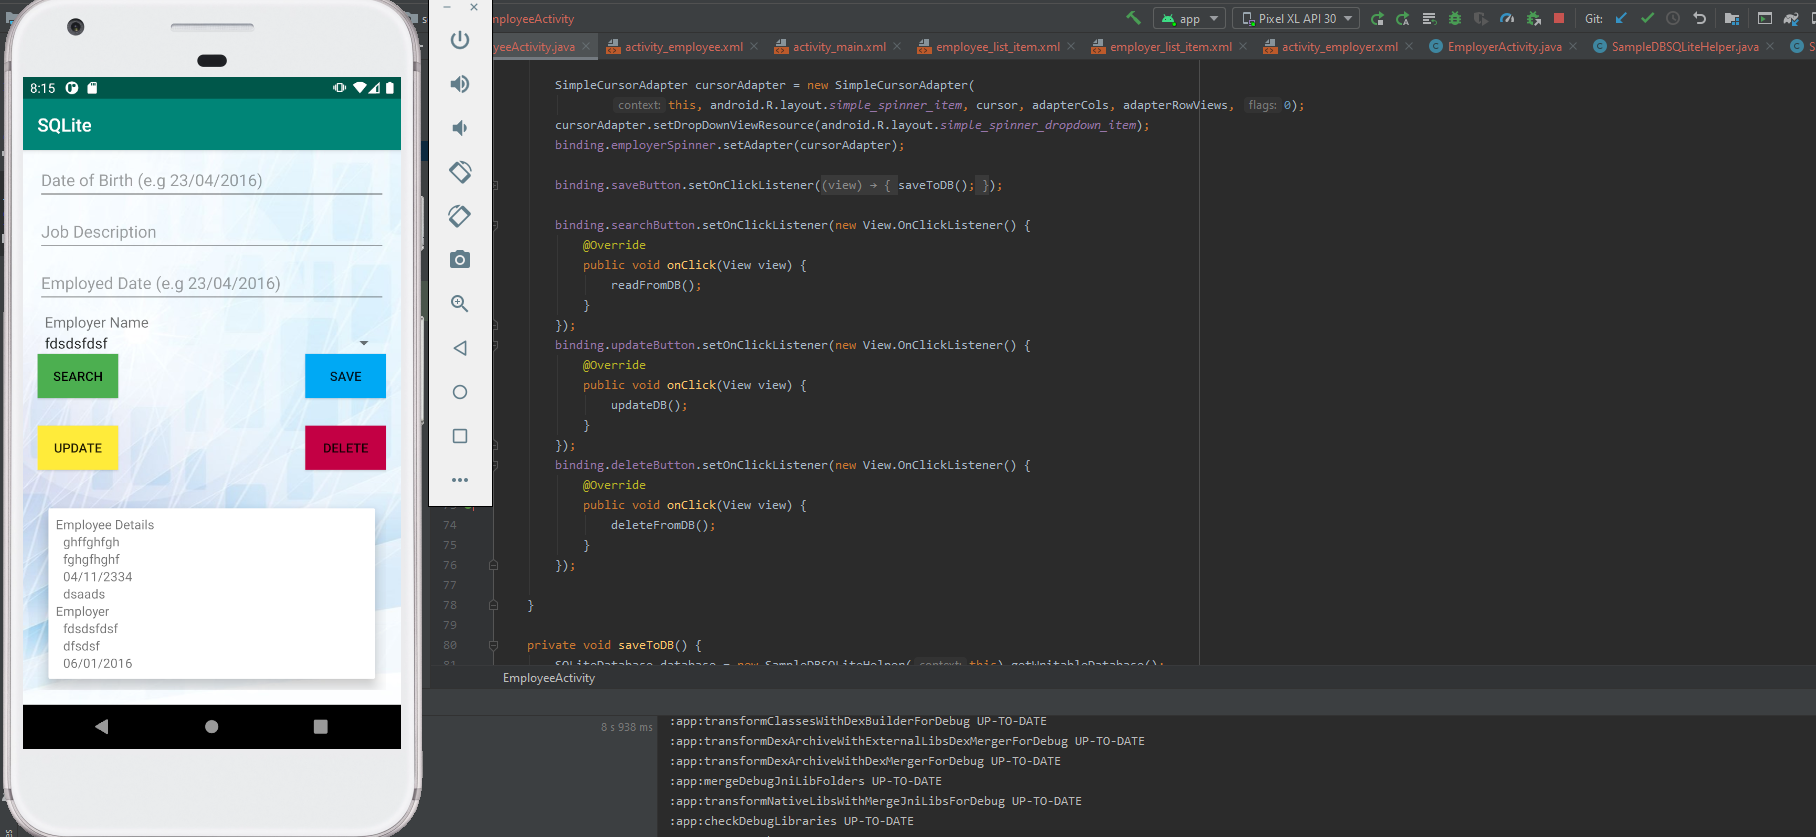 8:15
SQLite
Date of Birth (e.g 23/04/2016)
Job Description
Employed Date (e.g 23/04/2016)
Employer Name
fdsdsfdsf
SEARCH
SAVE
UPDATE
DELETE
Employee Details
ghffghfgh
fghgfhghf
04/11/2334
dsaads
Employer
fdsdsfdsf
dfsdsf
06/01/2016
mployeeActivity
app
Pixel XL API 30
Git:
yeeActivity.java
activity_employee.xml
activity_main.xml
employee_list_item.xml
employer_list_item.xml
activity_employer.xml
EmployerActivity.java
SampleDBSQLiteHelper.java
SimpleCursorAdapter cursorAdapter = new SimpleCursorAdapter(
context: this, android.R.layout.simple_spinner_item, cursor, adapterCols, adapterRowViews, flags: 0);
cursorAdapter.setDropDownViewResource(android.R.layout.simple_spinner_dropdown_item);
binding.employerSpinner.setAdapter(cursorAdapter);
binding.saveButton.setOnClickListener((view) → { saveToDB(); });
binding.searchButton.setOnClickListener(new View.OnClickListener() {
@Override
public void onClick(View view) {
readFromDB();
}
});
binding.updateButton.setOnClickListener(new View.OnClickListener() {
@Override
public void onClick(View view) {
updateDB();
}
});
binding.deleteButton.setOnClickListener(new View.OnClickListener() {
@Override
public void onClick(View view) {
74 deleteFromDB();
75 }
76 });
77
78 }
79
80 private void saveToDB() {
81 SQLiteDatabase database = new SampleDBSQLiteHelper( context: this).getWritableDatabase();
EmployeeActivity
8 s 938 ms
:app:transformClassesWithDexBuilderForDebug UP-TO-DATE
:app:transformDexArchiveWithExternalLibsDexMergerForDebug UP-TO-DATE
:app:transformDexArchiveWithDexMergerForDebug UP-TO-DATE
:app:mergeDebugJniLibFolders UP-TO-DATE
:app:transformNativeLibsWithMergeJniLibsForDebug UP-TO-DATE
:app:checkDebugLibraries UP-TO-DATE